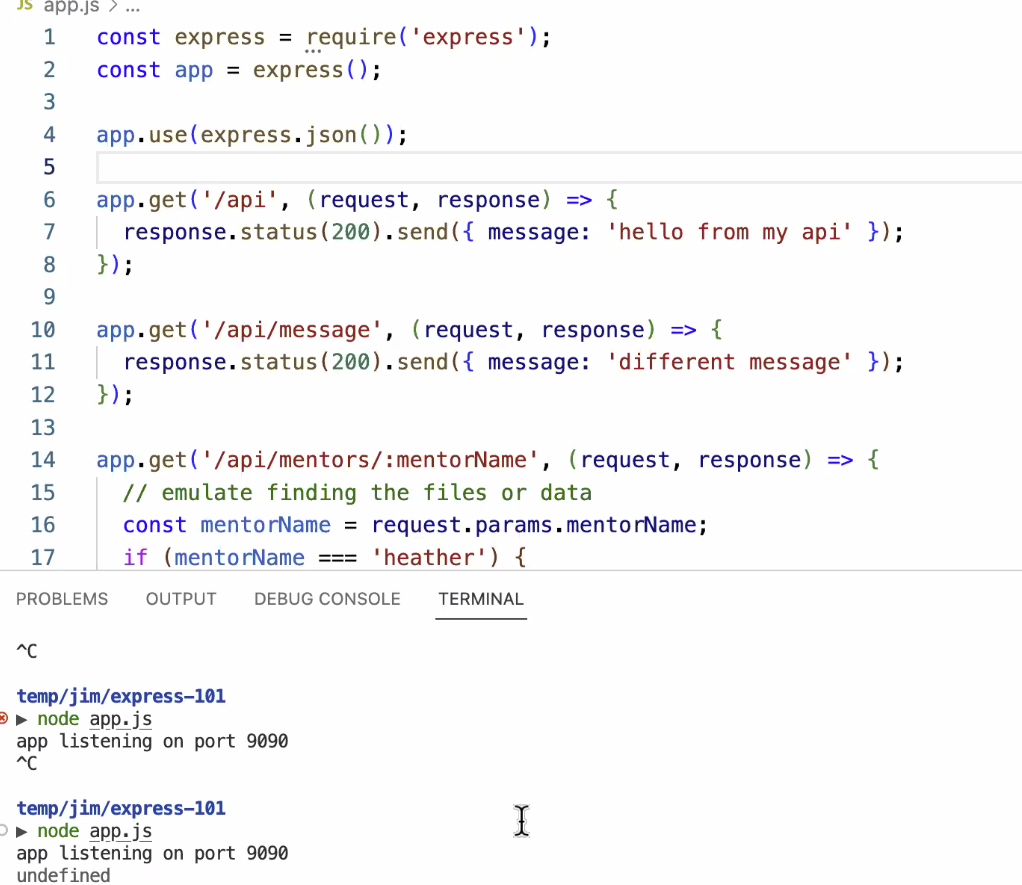 JS app.js > ...
1 const express = require('express');
2 const app = express();
3
4 app.use(express.json());
5
6 app.get('/api', (request, response) => {
7 response.status(200).send({ message: 'hello from my api' });
8 });
9
10 app.get('/api/message', (request, response) => {
11 response.status(200).send({ message: 'different message' });
12 });
13
14 app.get('/api/mentors/:mentorName', (request, response) => {
15 // emulate finding the files or data
16 const mentorName = request.params.mentorName;
17 if (mentorName === 'heather') {
PROBLEMS OUTPUT DEBUG CONSOLE TERMINAL
^C
temp/jim/express-101
▶ node app.js
app listening on port 9090
^C
temp/jim/express-101
▶ node app.js
app listening on port 9090
undefined